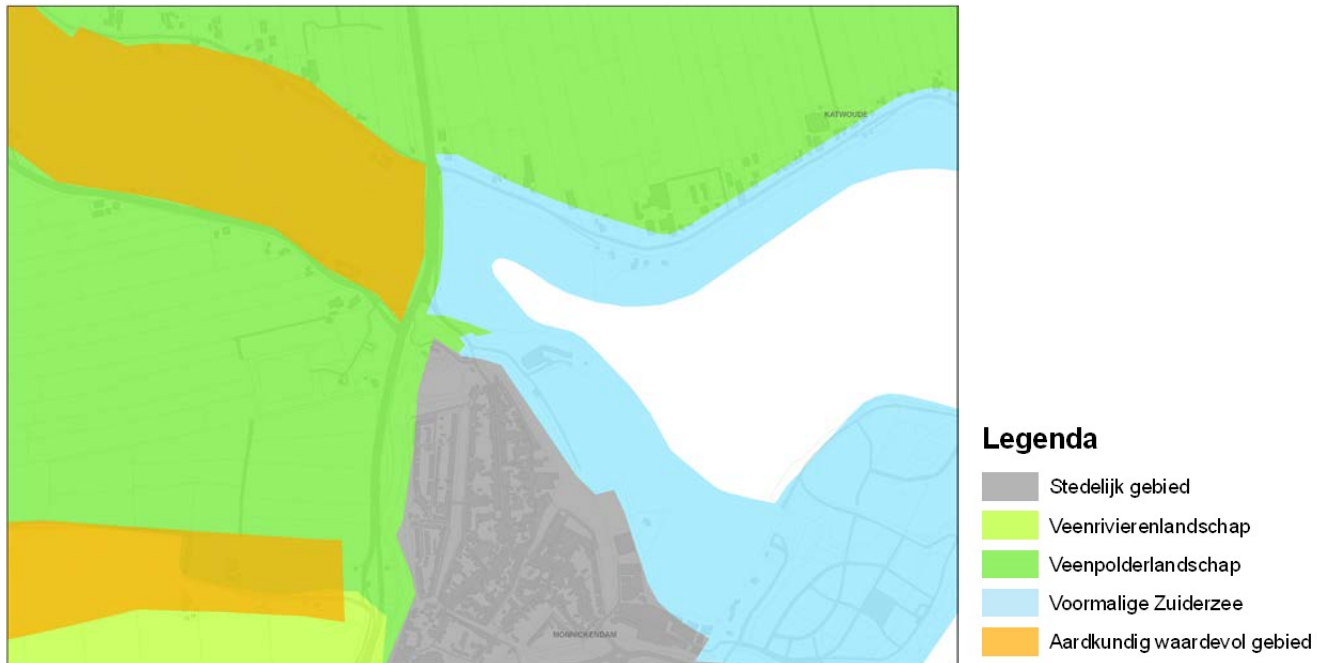 KATWOUDE
MONNICKENDAM
Legenda
Stedelijk gebied
Veenrivierenlandschap
Veenpolderlandschap
Voormalige Zuiderzee
Aardkundig waardevol gebied